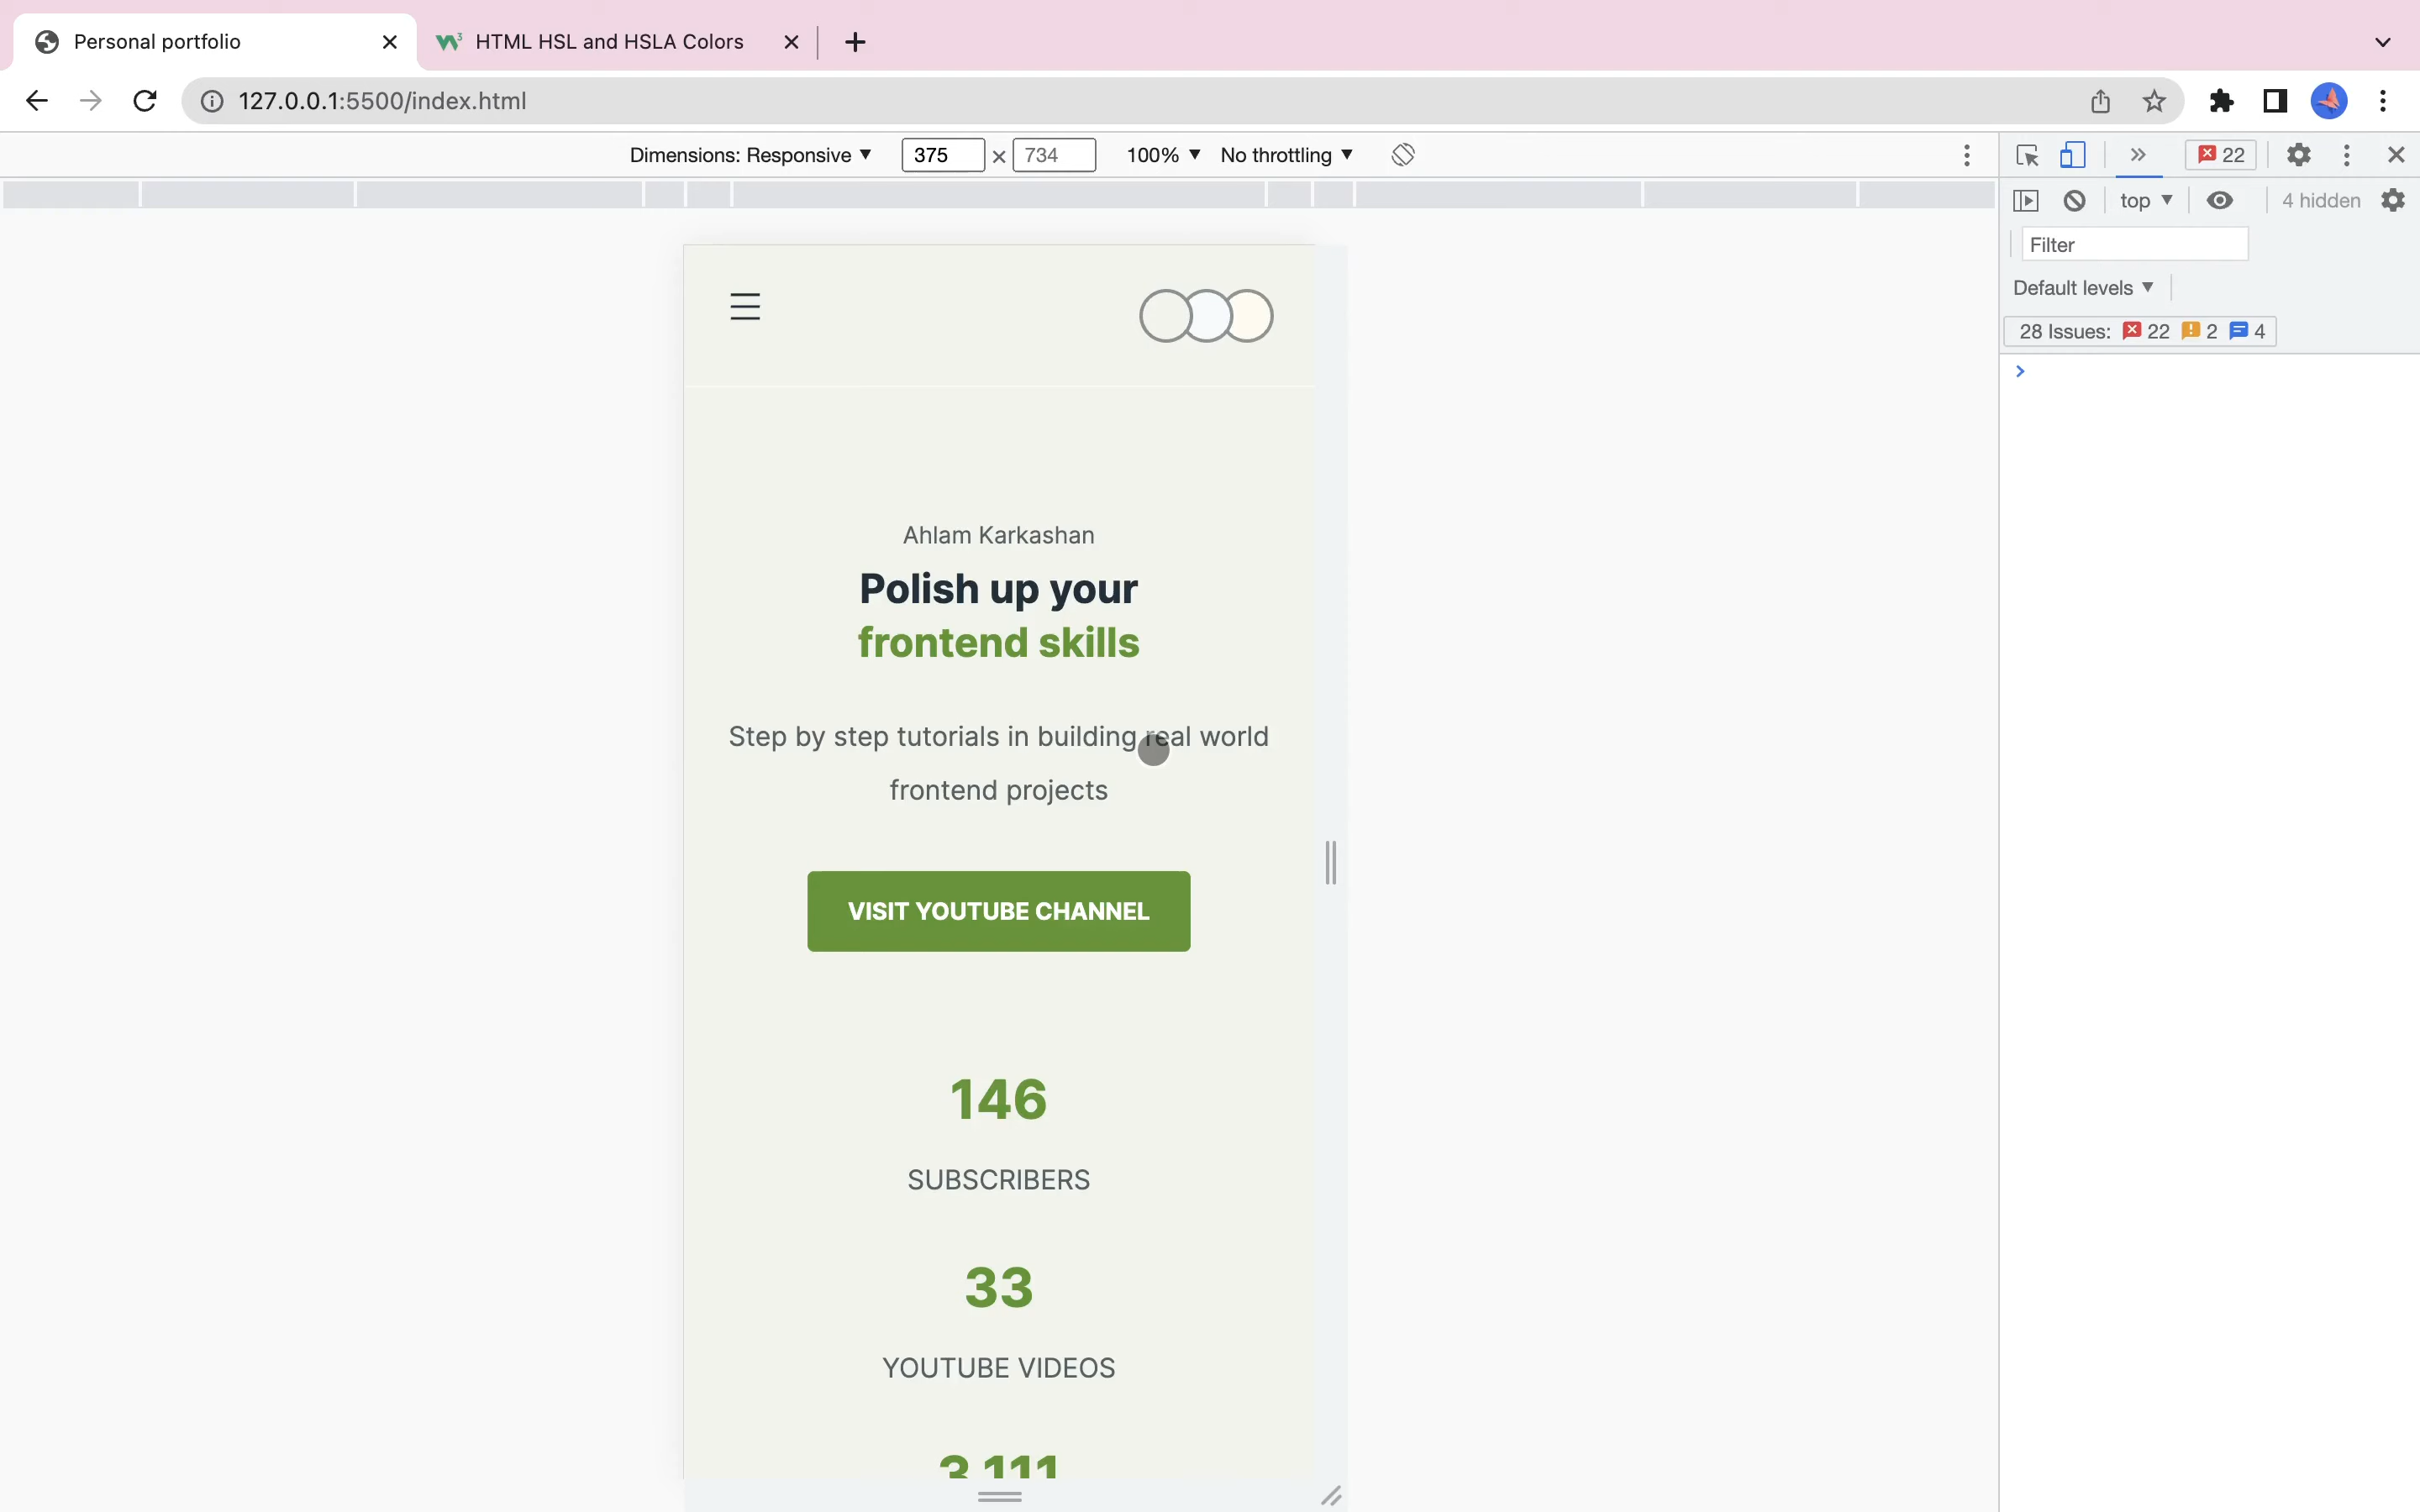 Personal portfolio
HTML HSL and HSLA Colors
127.0.0.1:5500/index.html
Dimensions: Responsive
375 × 734
100%
No throttling
22
top
4 hidden
Filter
Default levels
28 Issues: 22 2 4
Ahlam Karkashan
Polish up your
frontend skills
Step by step tutorials in building real world
frontend projects
VISIT YOUTUBE CHANNEL
146
SUBSCRIBERS
33
YOUTUBE VIDEOS
3,111